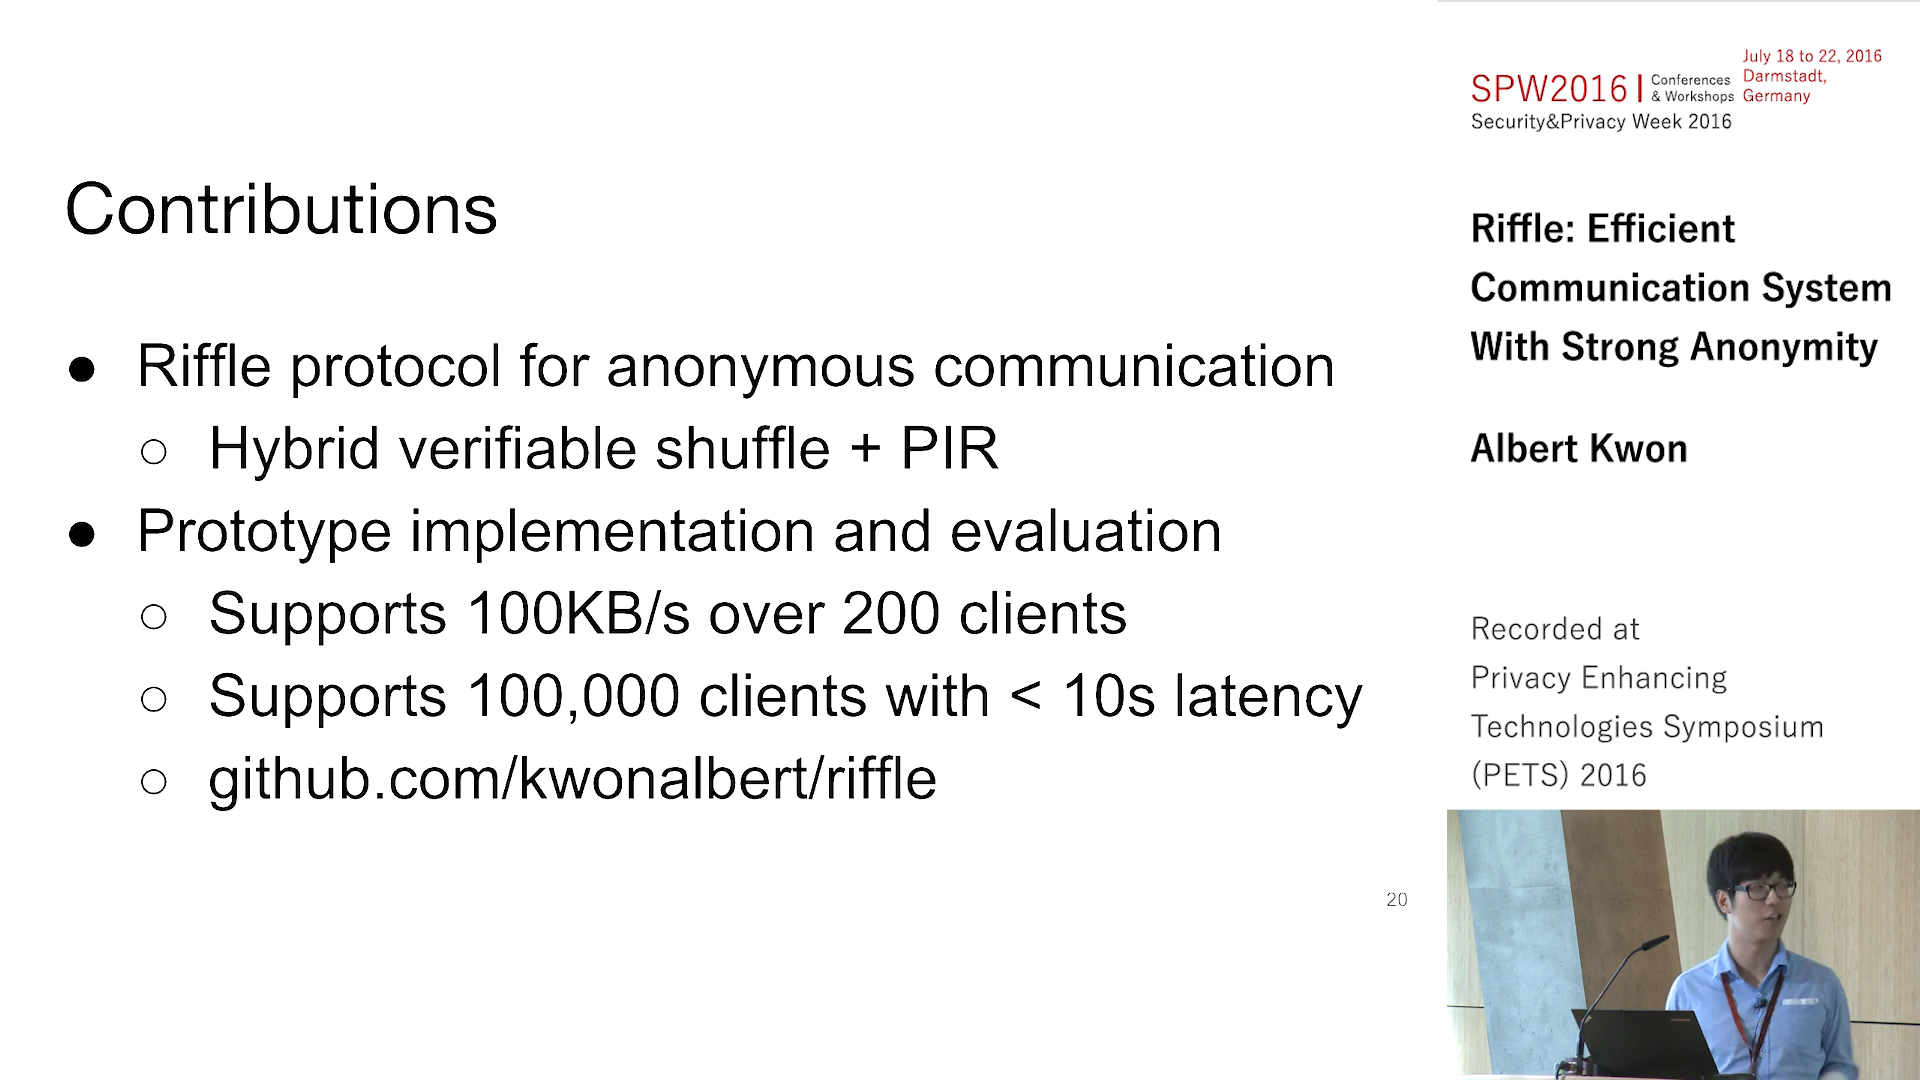 Contributions
● Riffle protocol for anonymous communication
○ Hybrid verifiable shuffle + PIR
● Prototype implementation and evaluation
○ Supports 100KB/s over 200 clients
○ Supports 100,000 clients with < 10s latency
○ github.com/kwonalbert/riffle
20
SPW2016 | Conferences & Workshops
July 18 to 22, 2016
Darmstadt,
Germany
Security&Privacy Week 2016
Riffle: Efficient
Communication System
With Strong Anonymity
Albert Kwon
Recorded at
Privacy Enhancing
Technologies Symposium
(PETS) 2016